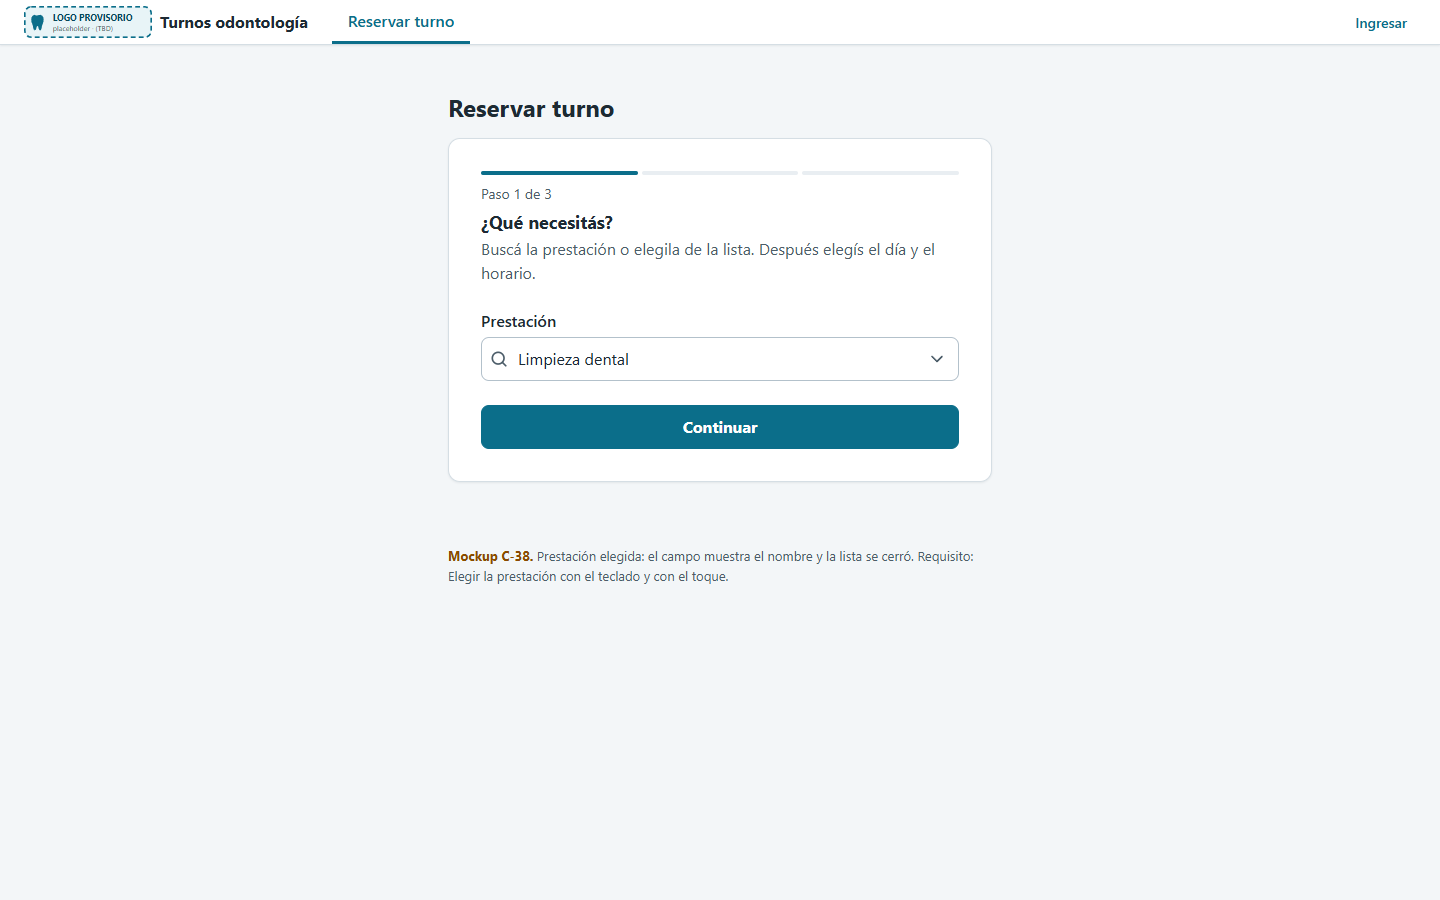 LOGO PROVISORIO
placeholder · (TBD)
Turnos odontología
Reservar turno
Ingresar
Reservar turno
Paso 1 de 3
¿Qué necesitás?
Buscá la prestación o elegila de la lista. Después elegís el día y el
horario.
Prestación
Limpieza dental
Continuar
Mockup C-38. Prestación elegida: el campo muestra el nombre y la lista se cerró. Requisito:
Elegir la prestación con el teclado y con el toque.